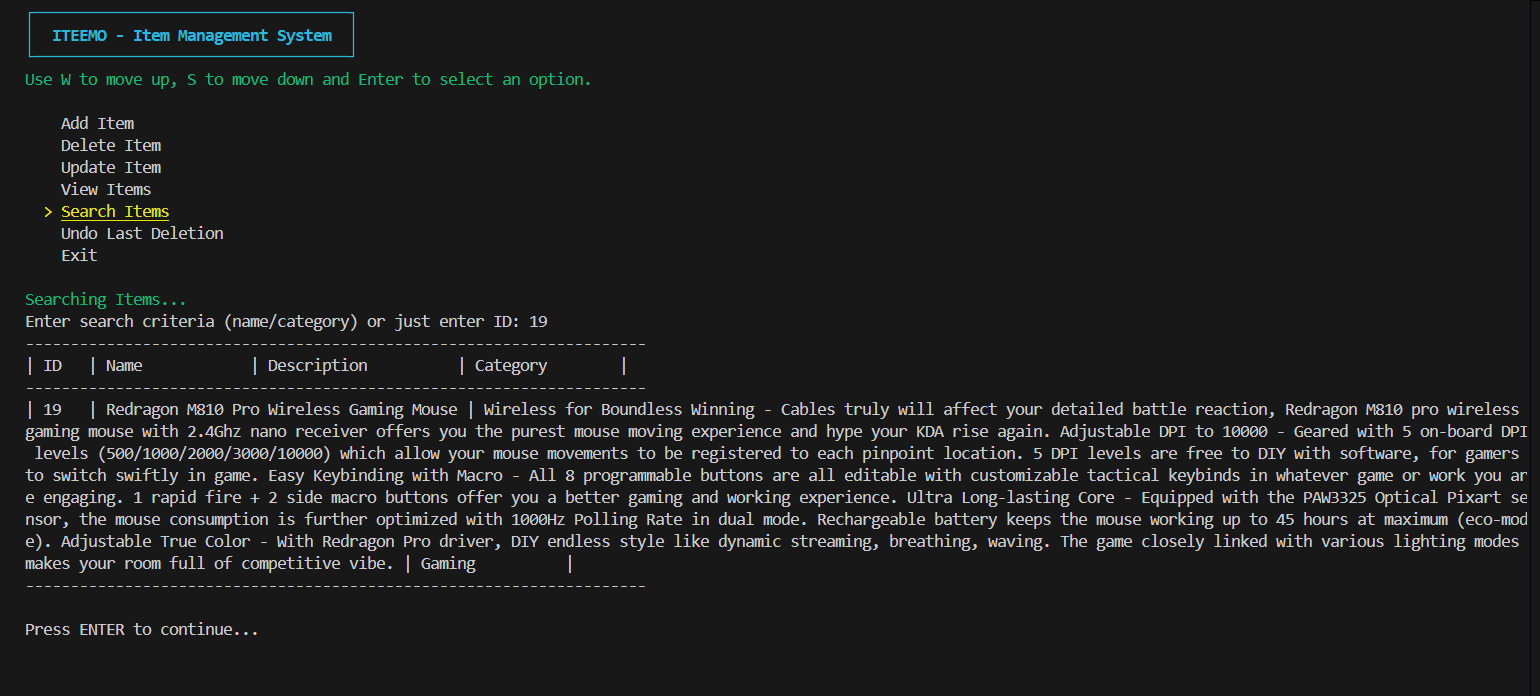 ITEEMO - Item Management System
Use W to move up, S to move down and Enter to select an option.
Add Item
Delete Item
Update Item
View Items
> Search Items
Undo Last Deletion
Exit
Searching Items...
Enter search criteria (name/category) or just enter ID: 19
---------------------------------------------------------------------
| ID   | Name            | Description          | Category        |
---------------------------------------------------------------------
| 19   | Redragon M810 Pro Wireless Gaming Mouse | Wireless for Boundless Winning - Cables truly will affect your detailed battle reaction, Redragon M810 pro wireless
gaming mouse with 2.4Ghz nano receiver offers you the purest mouse moving experience and hype your KDA rise again. Adjustable DPI to 10000 - Geared with 5 on-board DPI
 levels (500/1000/2000/3000/10000) which allow your mouse movements to be registered to each pinpoint location. 5 DPI levels are free to DIY with software, for gamers
to switch swiftly in game. Easy Keybinding with Macro - All 8 programmable buttons are all editable with customizable tactical keybinds in whatever game or work you ar
e engaging. 1 rapid fire + 2 side macro buttons offer you a better gaming and working experience. Ultra Long-lasting Core - Equipped with the PAW3325 Optical Pixart se
nsor, the mouse consumption is further optimized with 1000Hz Polling Rate in dual mode. Rechargeable battery keeps the mouse working up to 45 hours at maximum (eco-mod
e). Adjustable True Color - With Redragon Pro driver, DIY endless style like dynamic streaming, breathing, waving. The game closely linked with various lighting modes
makes your room full of competitive vibe. | Gaming          |
---------------------------------------------------------------------
Press ENTER to continue...